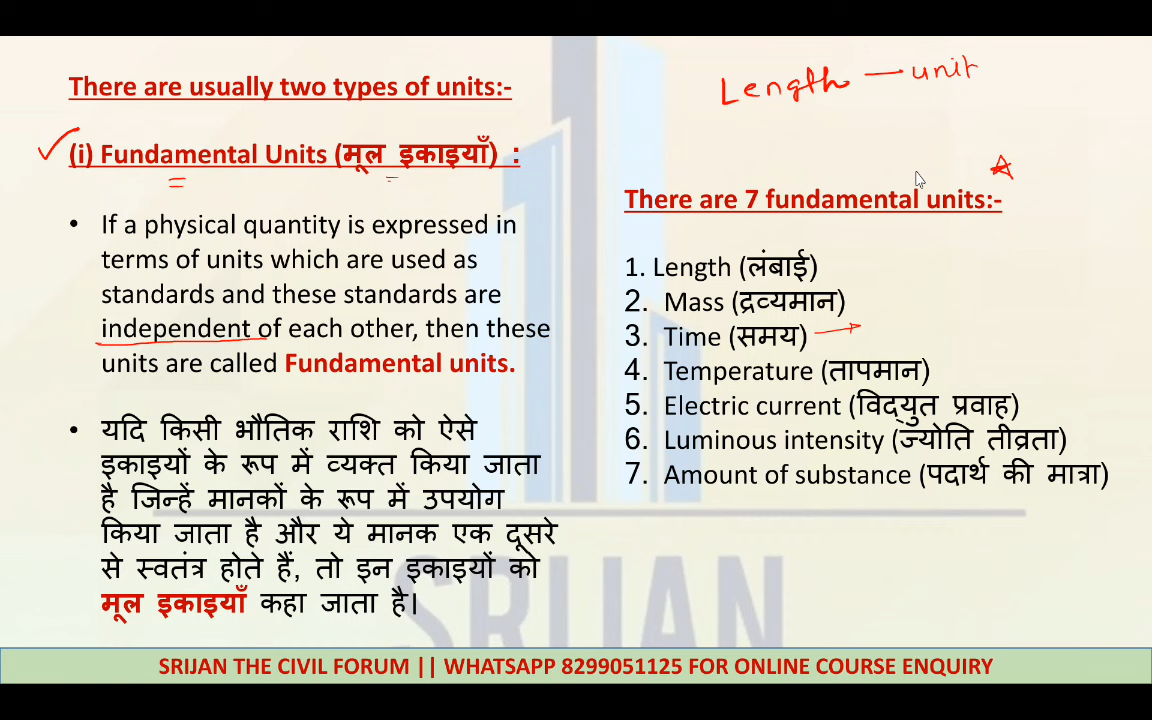 There are usually two types of units:-
(i) Fundamental Units (मूल इकाइयाँ) :
• If a physical quantity is expressed in
terms of units which are used as
standards and these standards are
independent of each other, then these
units are called Fundamental units.
• यदि किसी भौतिक राशि को ऐसे
इकाइयों के रूप में व्यक्त किया जाता
है जिन्हें मानकों के रूप में उपयोग
किया जाता है और ये मानक एक दूसरे
से स्वतंत्र होते हैं, तो इन इकाइयों को
मूल इकाइयाँ कहा जाता है।
Length — unit
There are 7 fundamental units:-
1. Length (लंबाई)
2. Mass (द्रव्यमान)
3. Time (समय)
4. Temperature (तापमान)
5. Electric current (विद्युत प्रवाह)
6. Luminous intensity (ज्योति तीव्रता)
7. Amount of substance (पदार्थ की मात्रा)
SRIJAN
SRIJAN THE CIVIL FORUM || WHATSAPP 8299051125 FOR ONLINE COURSE ENQUIRY